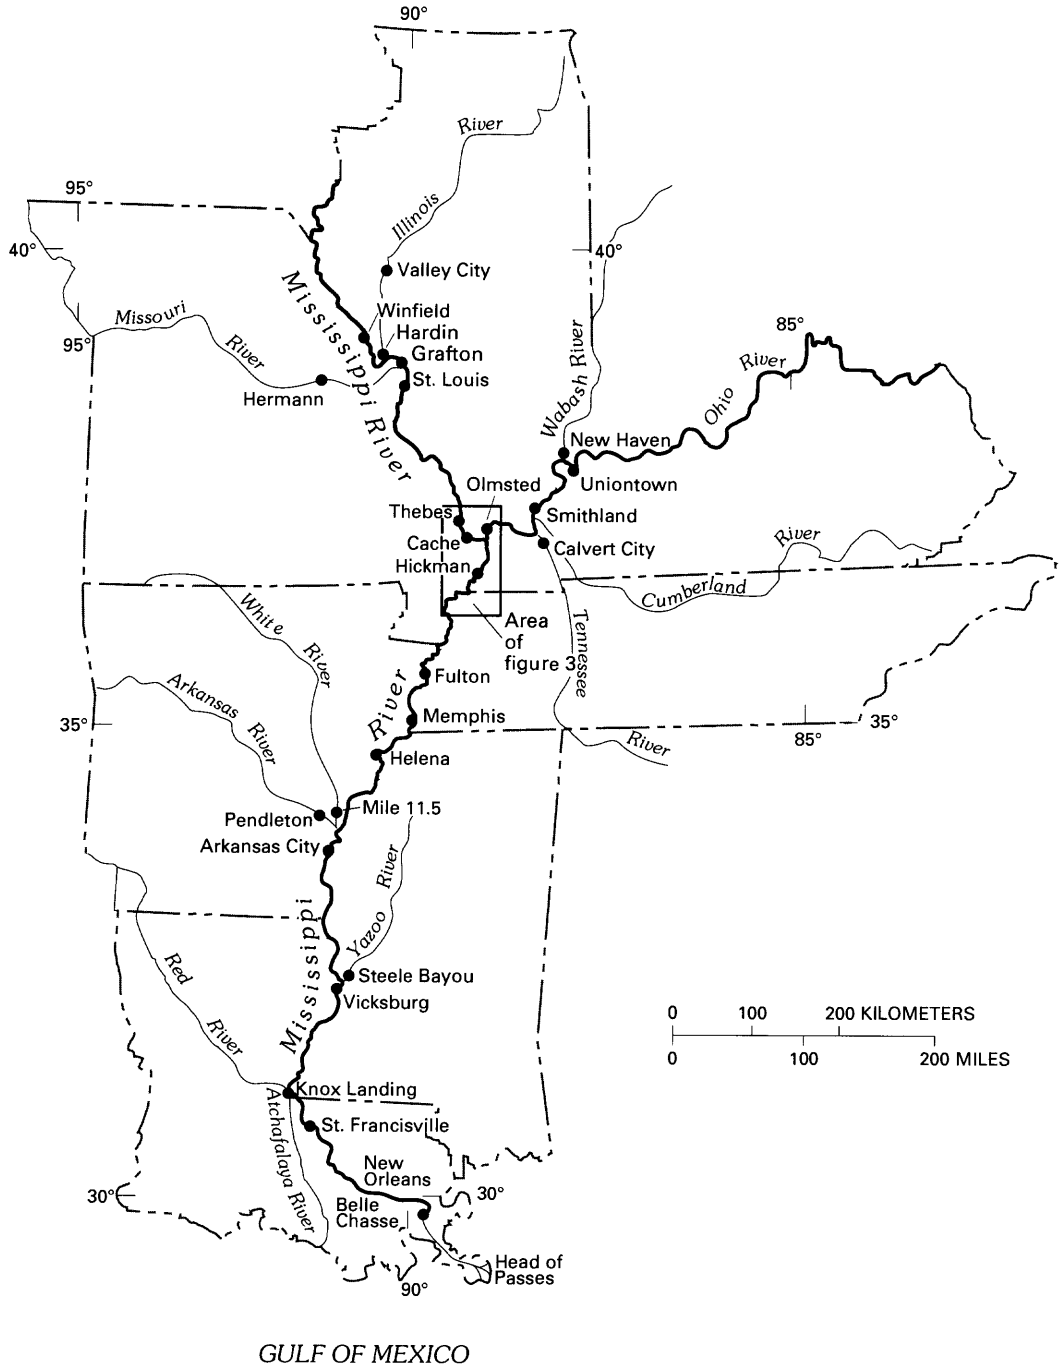 90°
River
Illinois
95°
40°
40°
Valley City
Mississippi River
Missouri
River
Winfield
Hardin
Grafton
St. Louis
95°
Hermann
85°
River
Ohio
Wabash River
New Haven
Uniontown
Olmsted
Thebes
Smithland
Cache
Calvert City
Hickman
River
Cumberland
Area
of
figure 3
Tennessee
River
White
River
Arkansas
River
Fulton
River
Memphis
35°
35°
85°
Helena
Mile 11.5
Pendleton
Arkansas City
River
Yazoo
Mississippi
Steele Bayou
Vicksburg
Red
River
0 100 200 KILOMETERS
0 100 200 MILES
Knox Landing
Atchafalaya River
St. Francisville
New
Orleans
30°
30°
Belle
Chasse
Head of
Passes
90°
GULF OF MEXICO